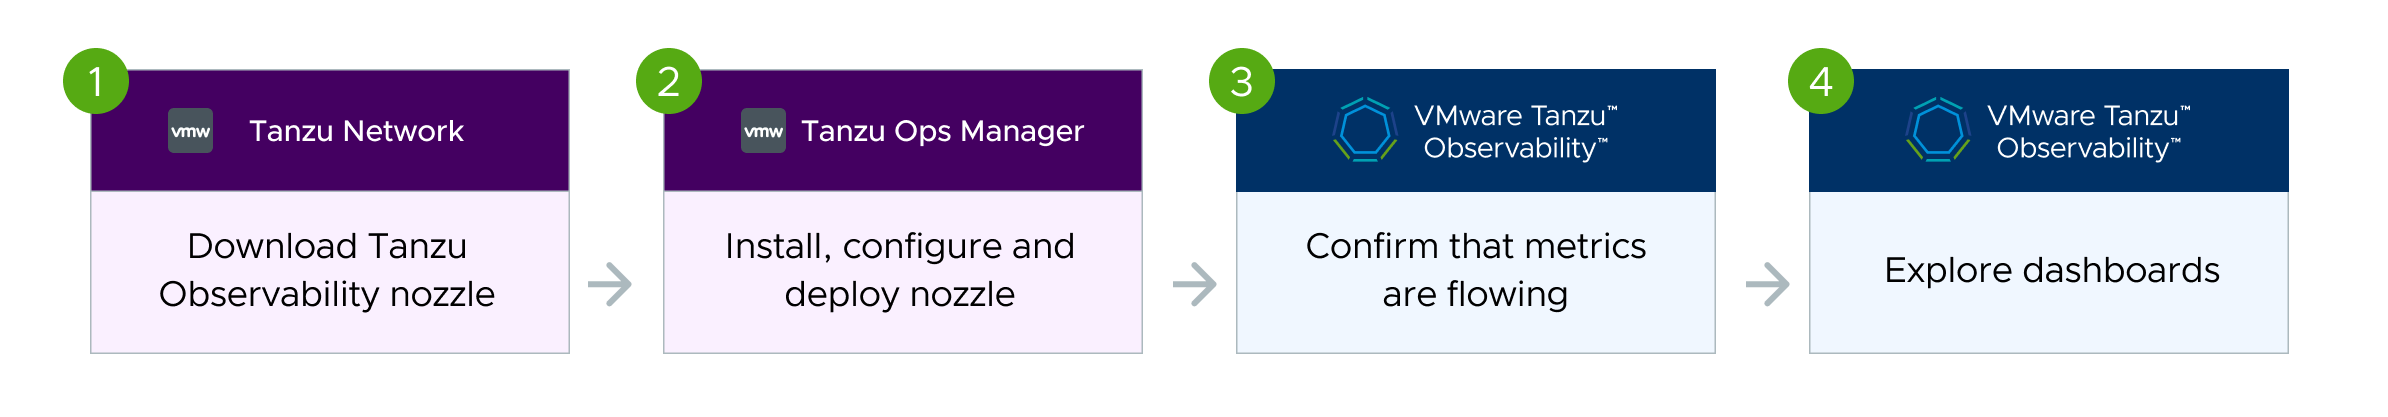 1
vmw Tanzu Network
Download Tanzu
Observability nozzle
2
vmw Tanzu Ops Manager
Install, configure and
deploy nozzle
3
VMware Tanzu™
Observability™
Confirm that metrics
are flowing
4
VMware Tanzu™
Observability™
Explore dashboards